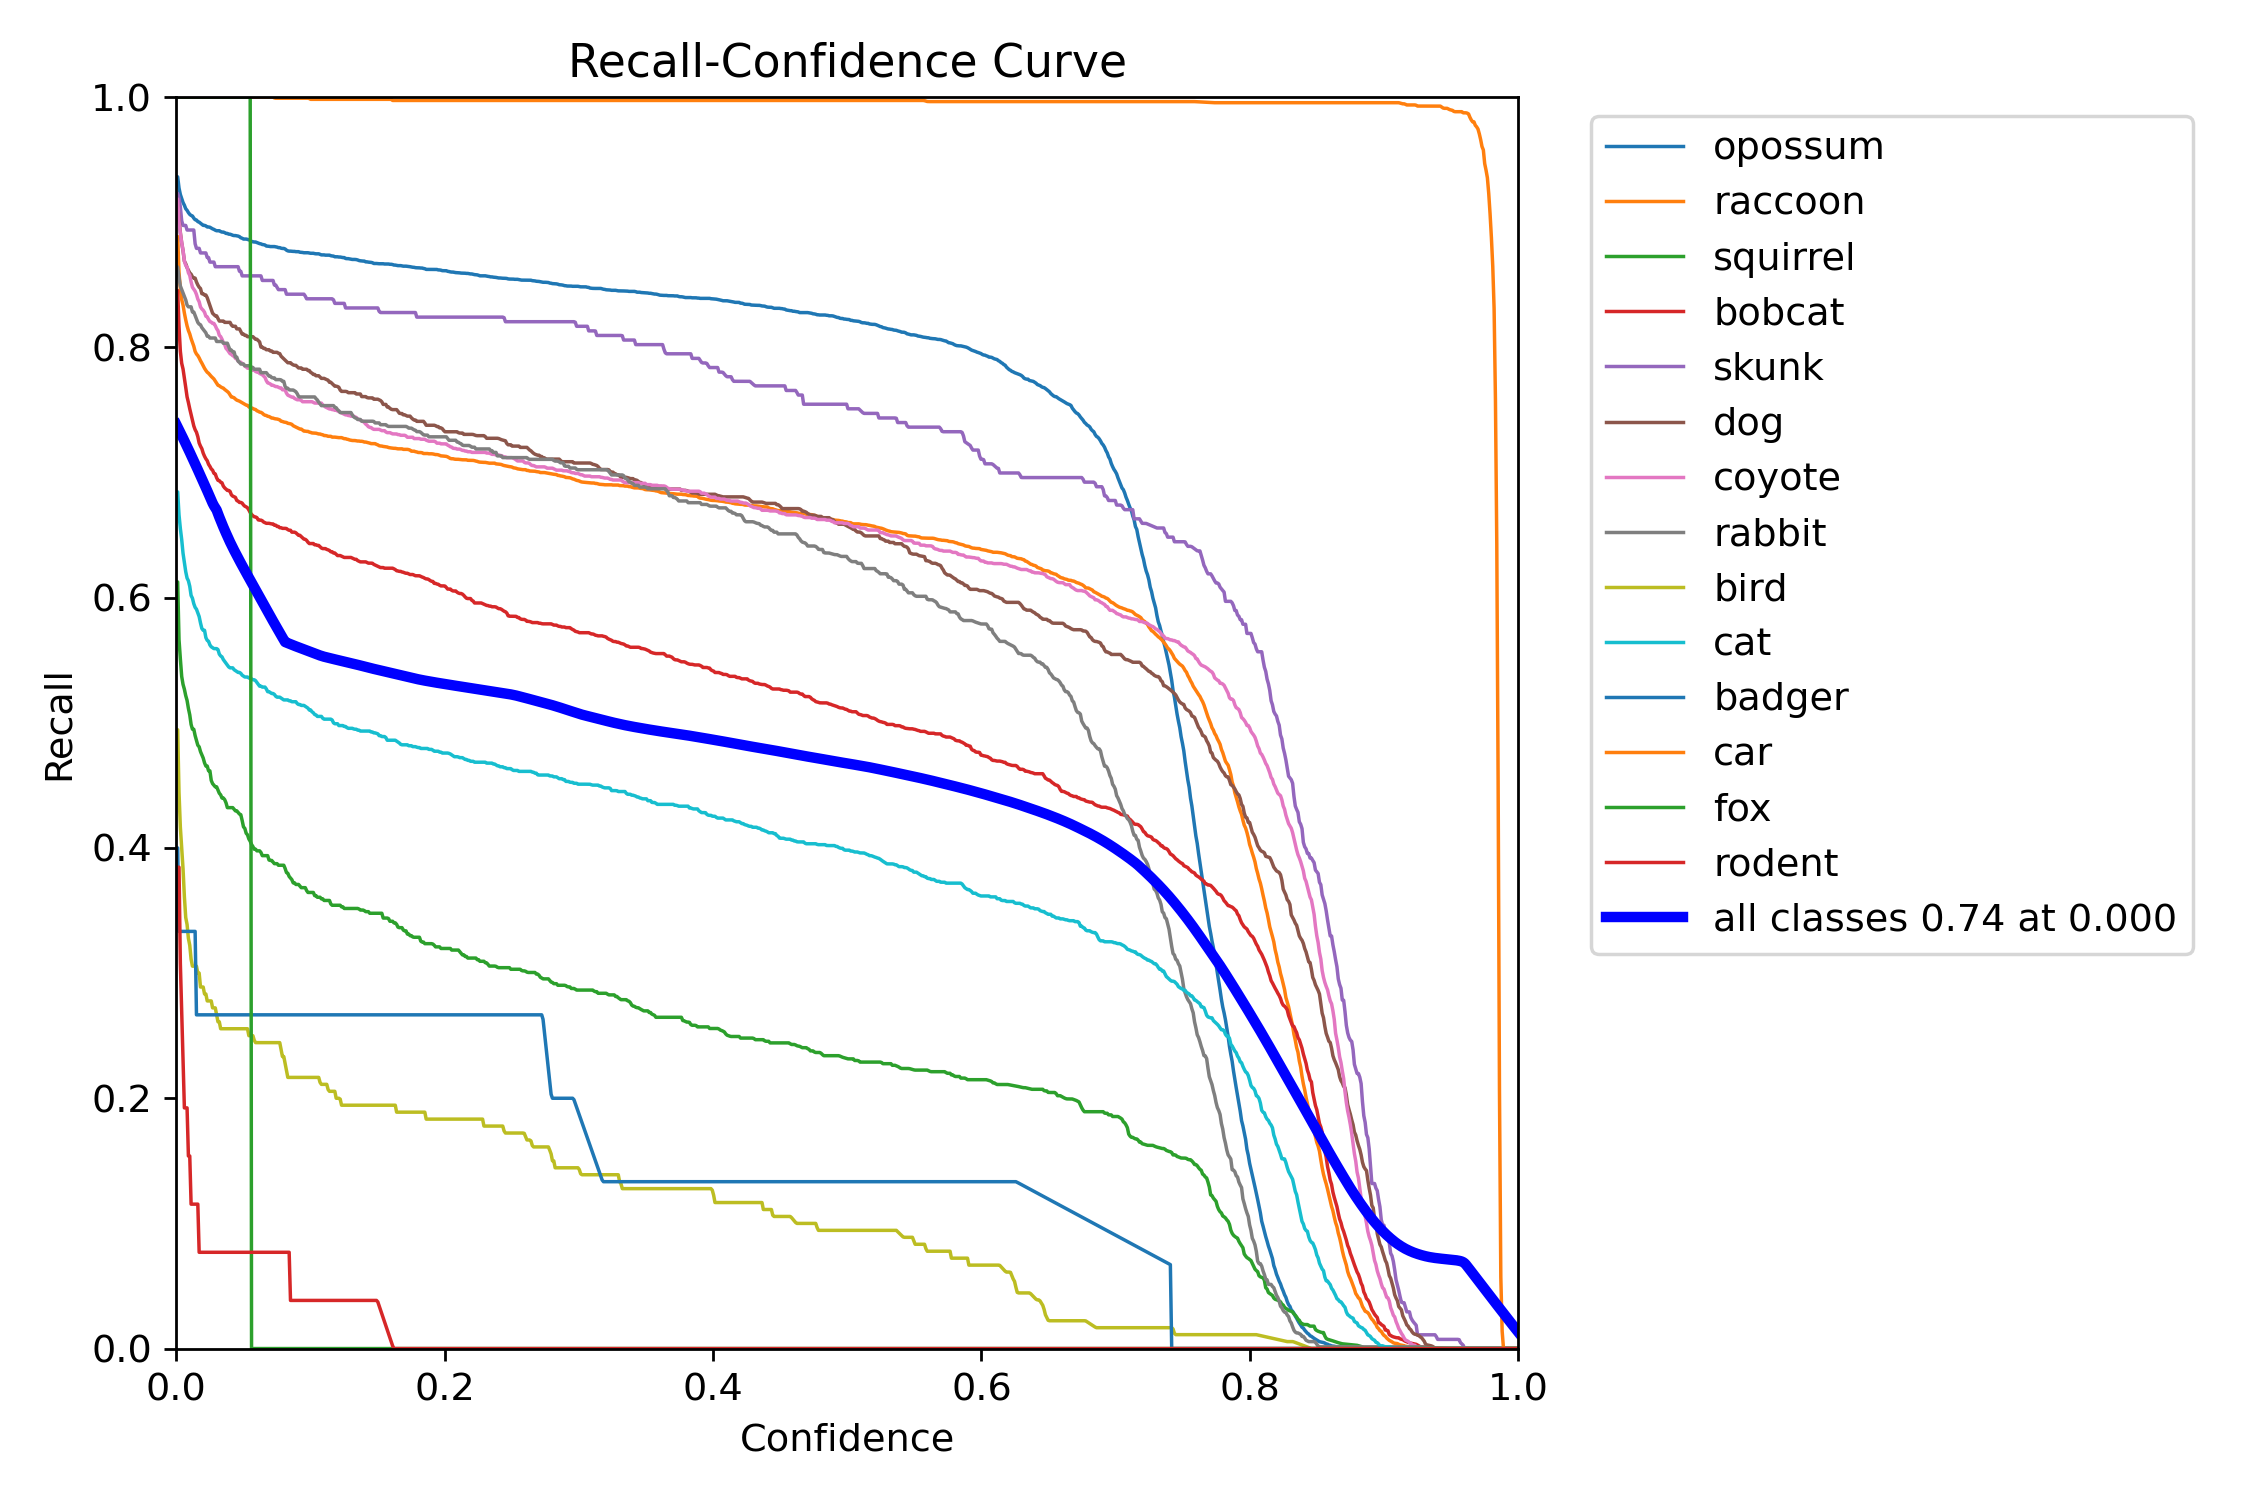 Recall-Confidence Curve
1.0
0.8
0.6
0.4
0.2
0.0
Recall
0.0 0.2 0.4 0.6 0.8 1.0
Confidence
opossum
raccoon
squirrel
bobcat
skunk
dog
coyote
rabbit
bird
cat
badger
car
fox
rodent
all classes 0.74 at 0.000